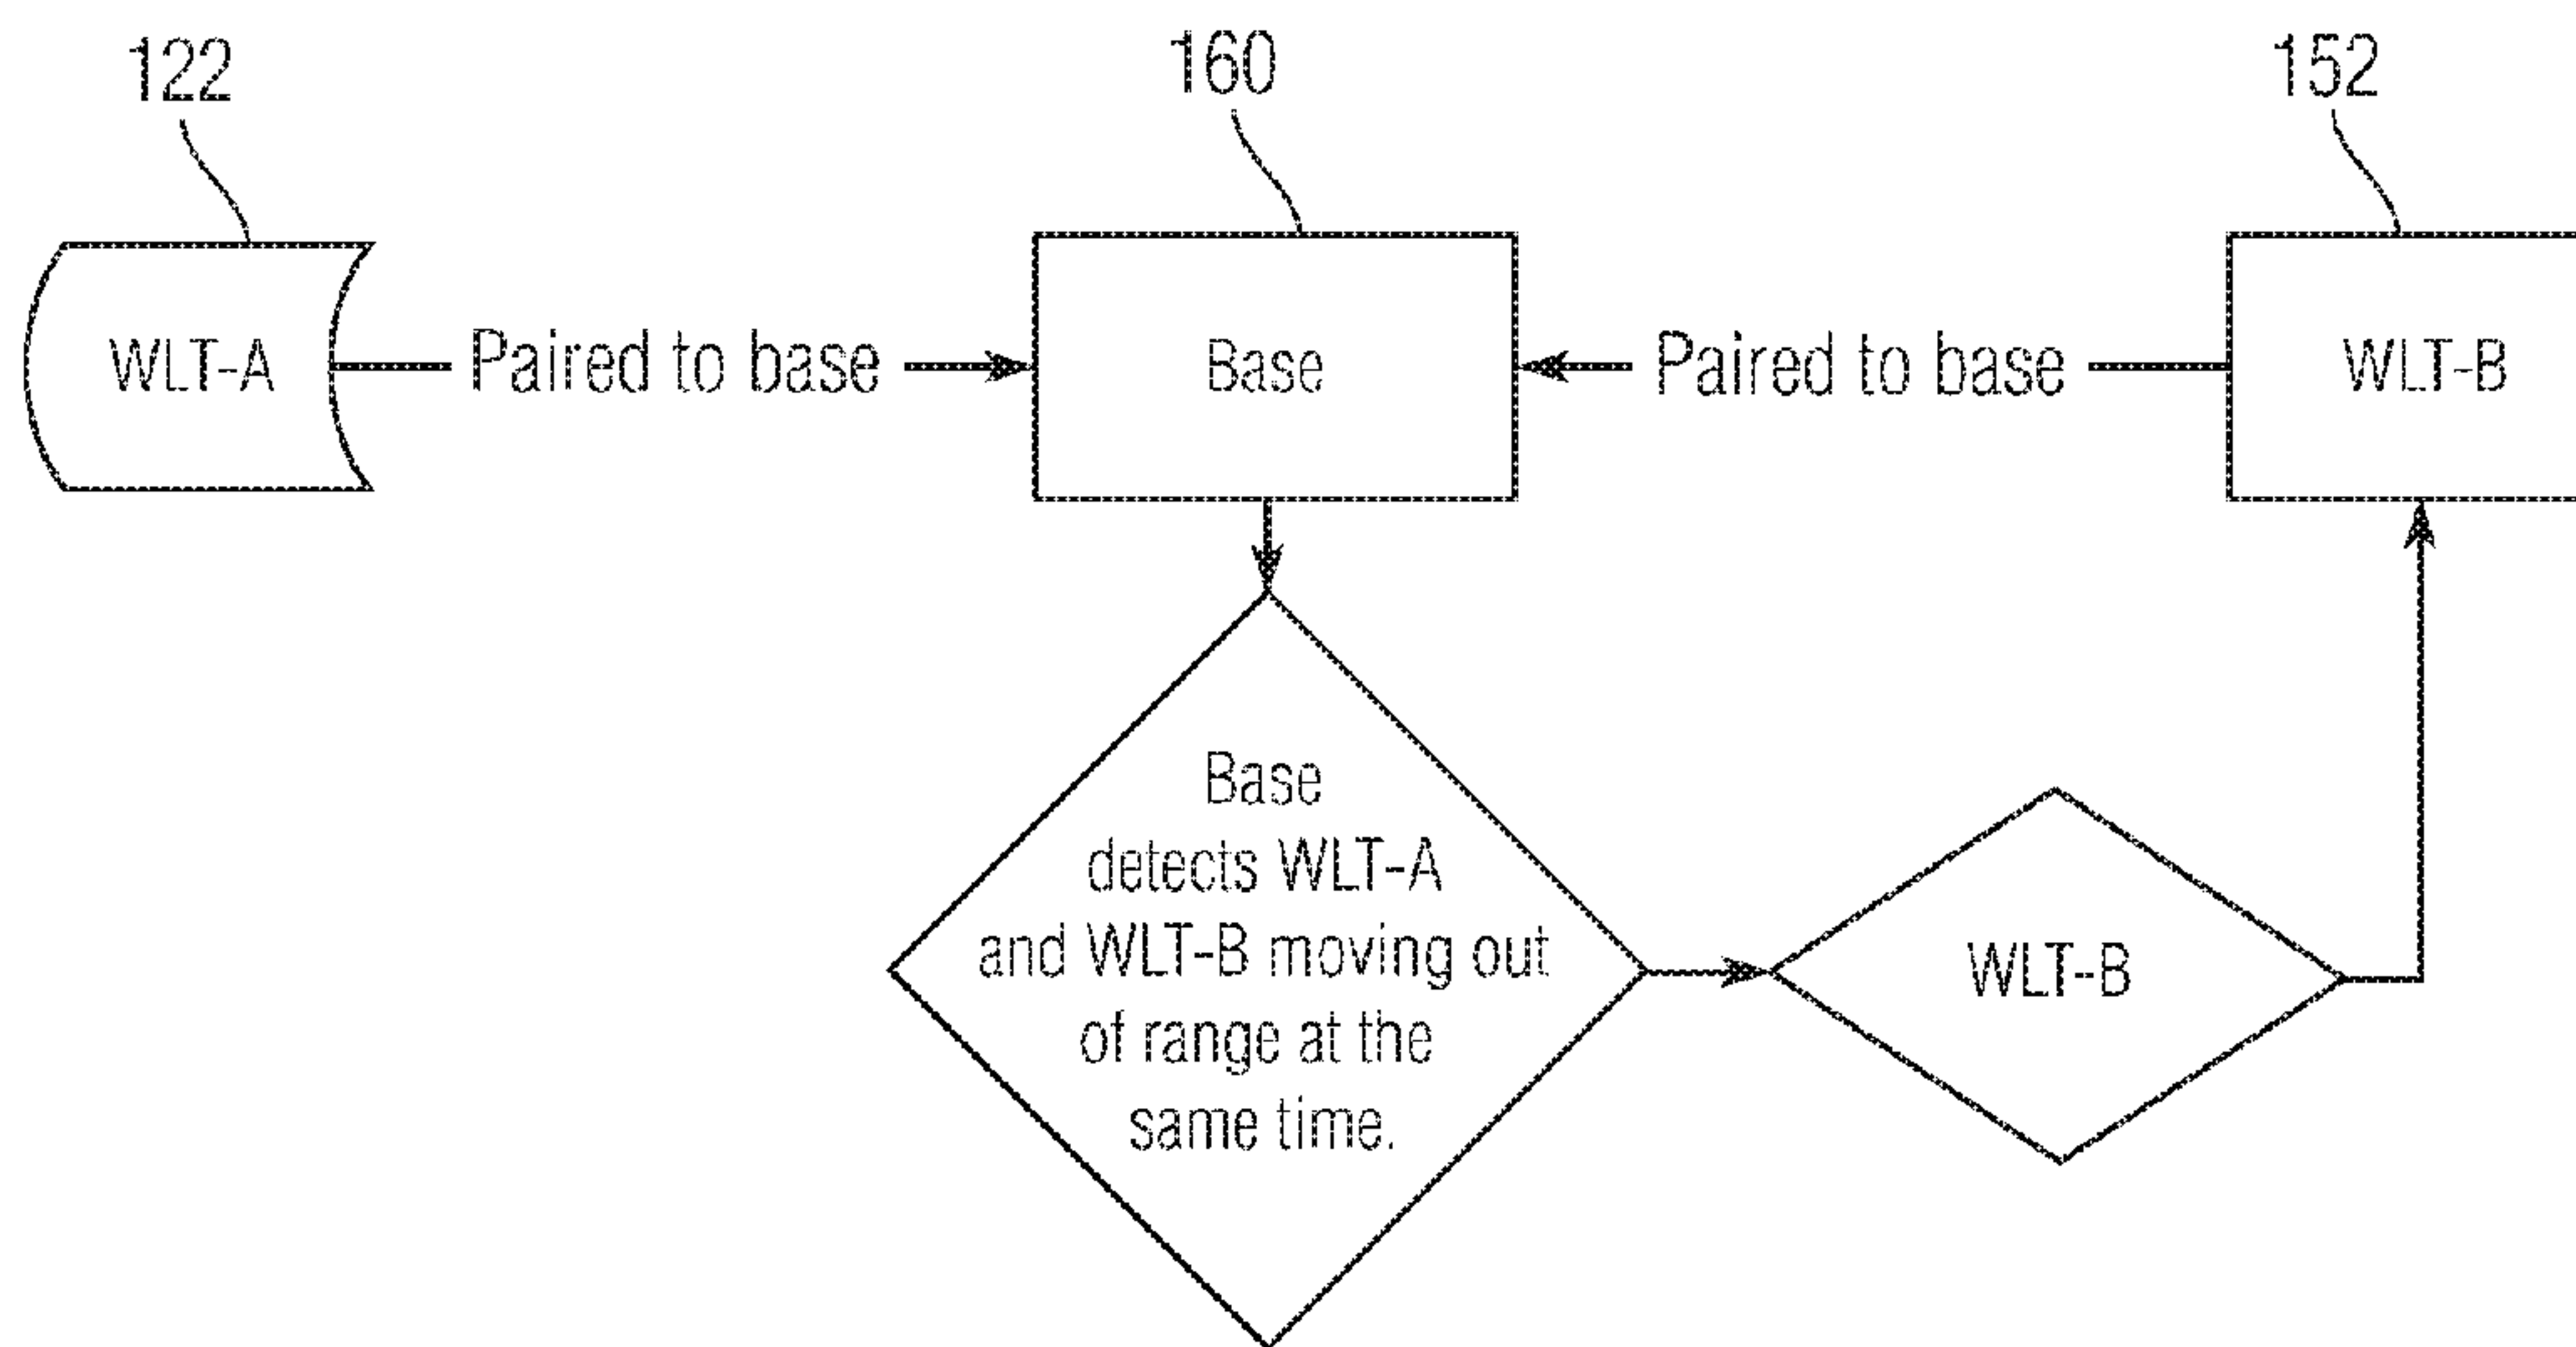 122
160
152
WLT-A
Paired to base
Base
Paired to base
WLT-B
Base
detects WLT-A
and WLT-B moving out
of range at the
same time.
WLT-B